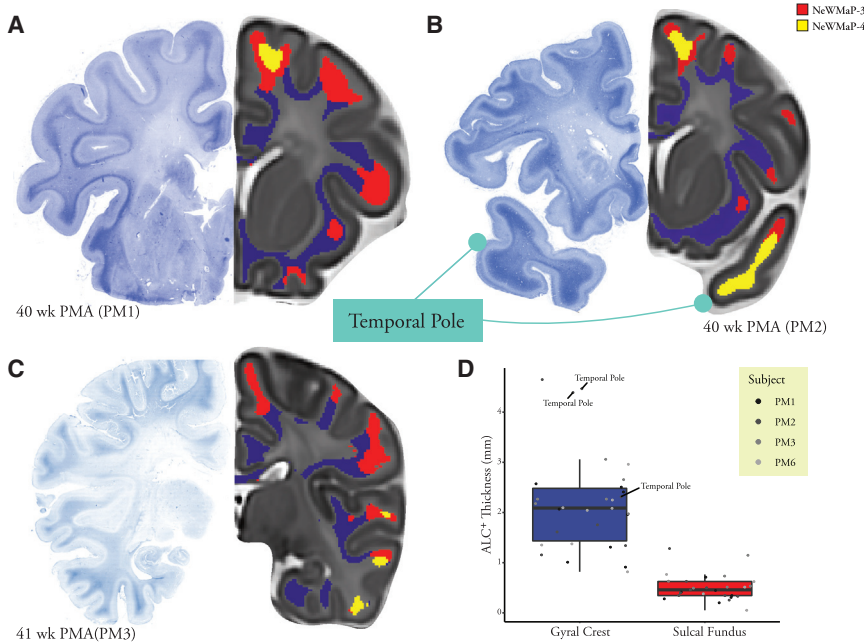 A
B
NeWMaP-3
NeWMaP-4
40 wk PMA (PM1)
Temporal Pole
40 wk PMA (PM2)
C
41 wk PMA(PM3)
D
ALC+ Thickness (mm)
4
3
2
1
0
Temporal Pole
Temporal Pole
Temporal Pole
Gyral Crest
Sulcal Fundus
Subject
PM1
PM2
PM3
PM6